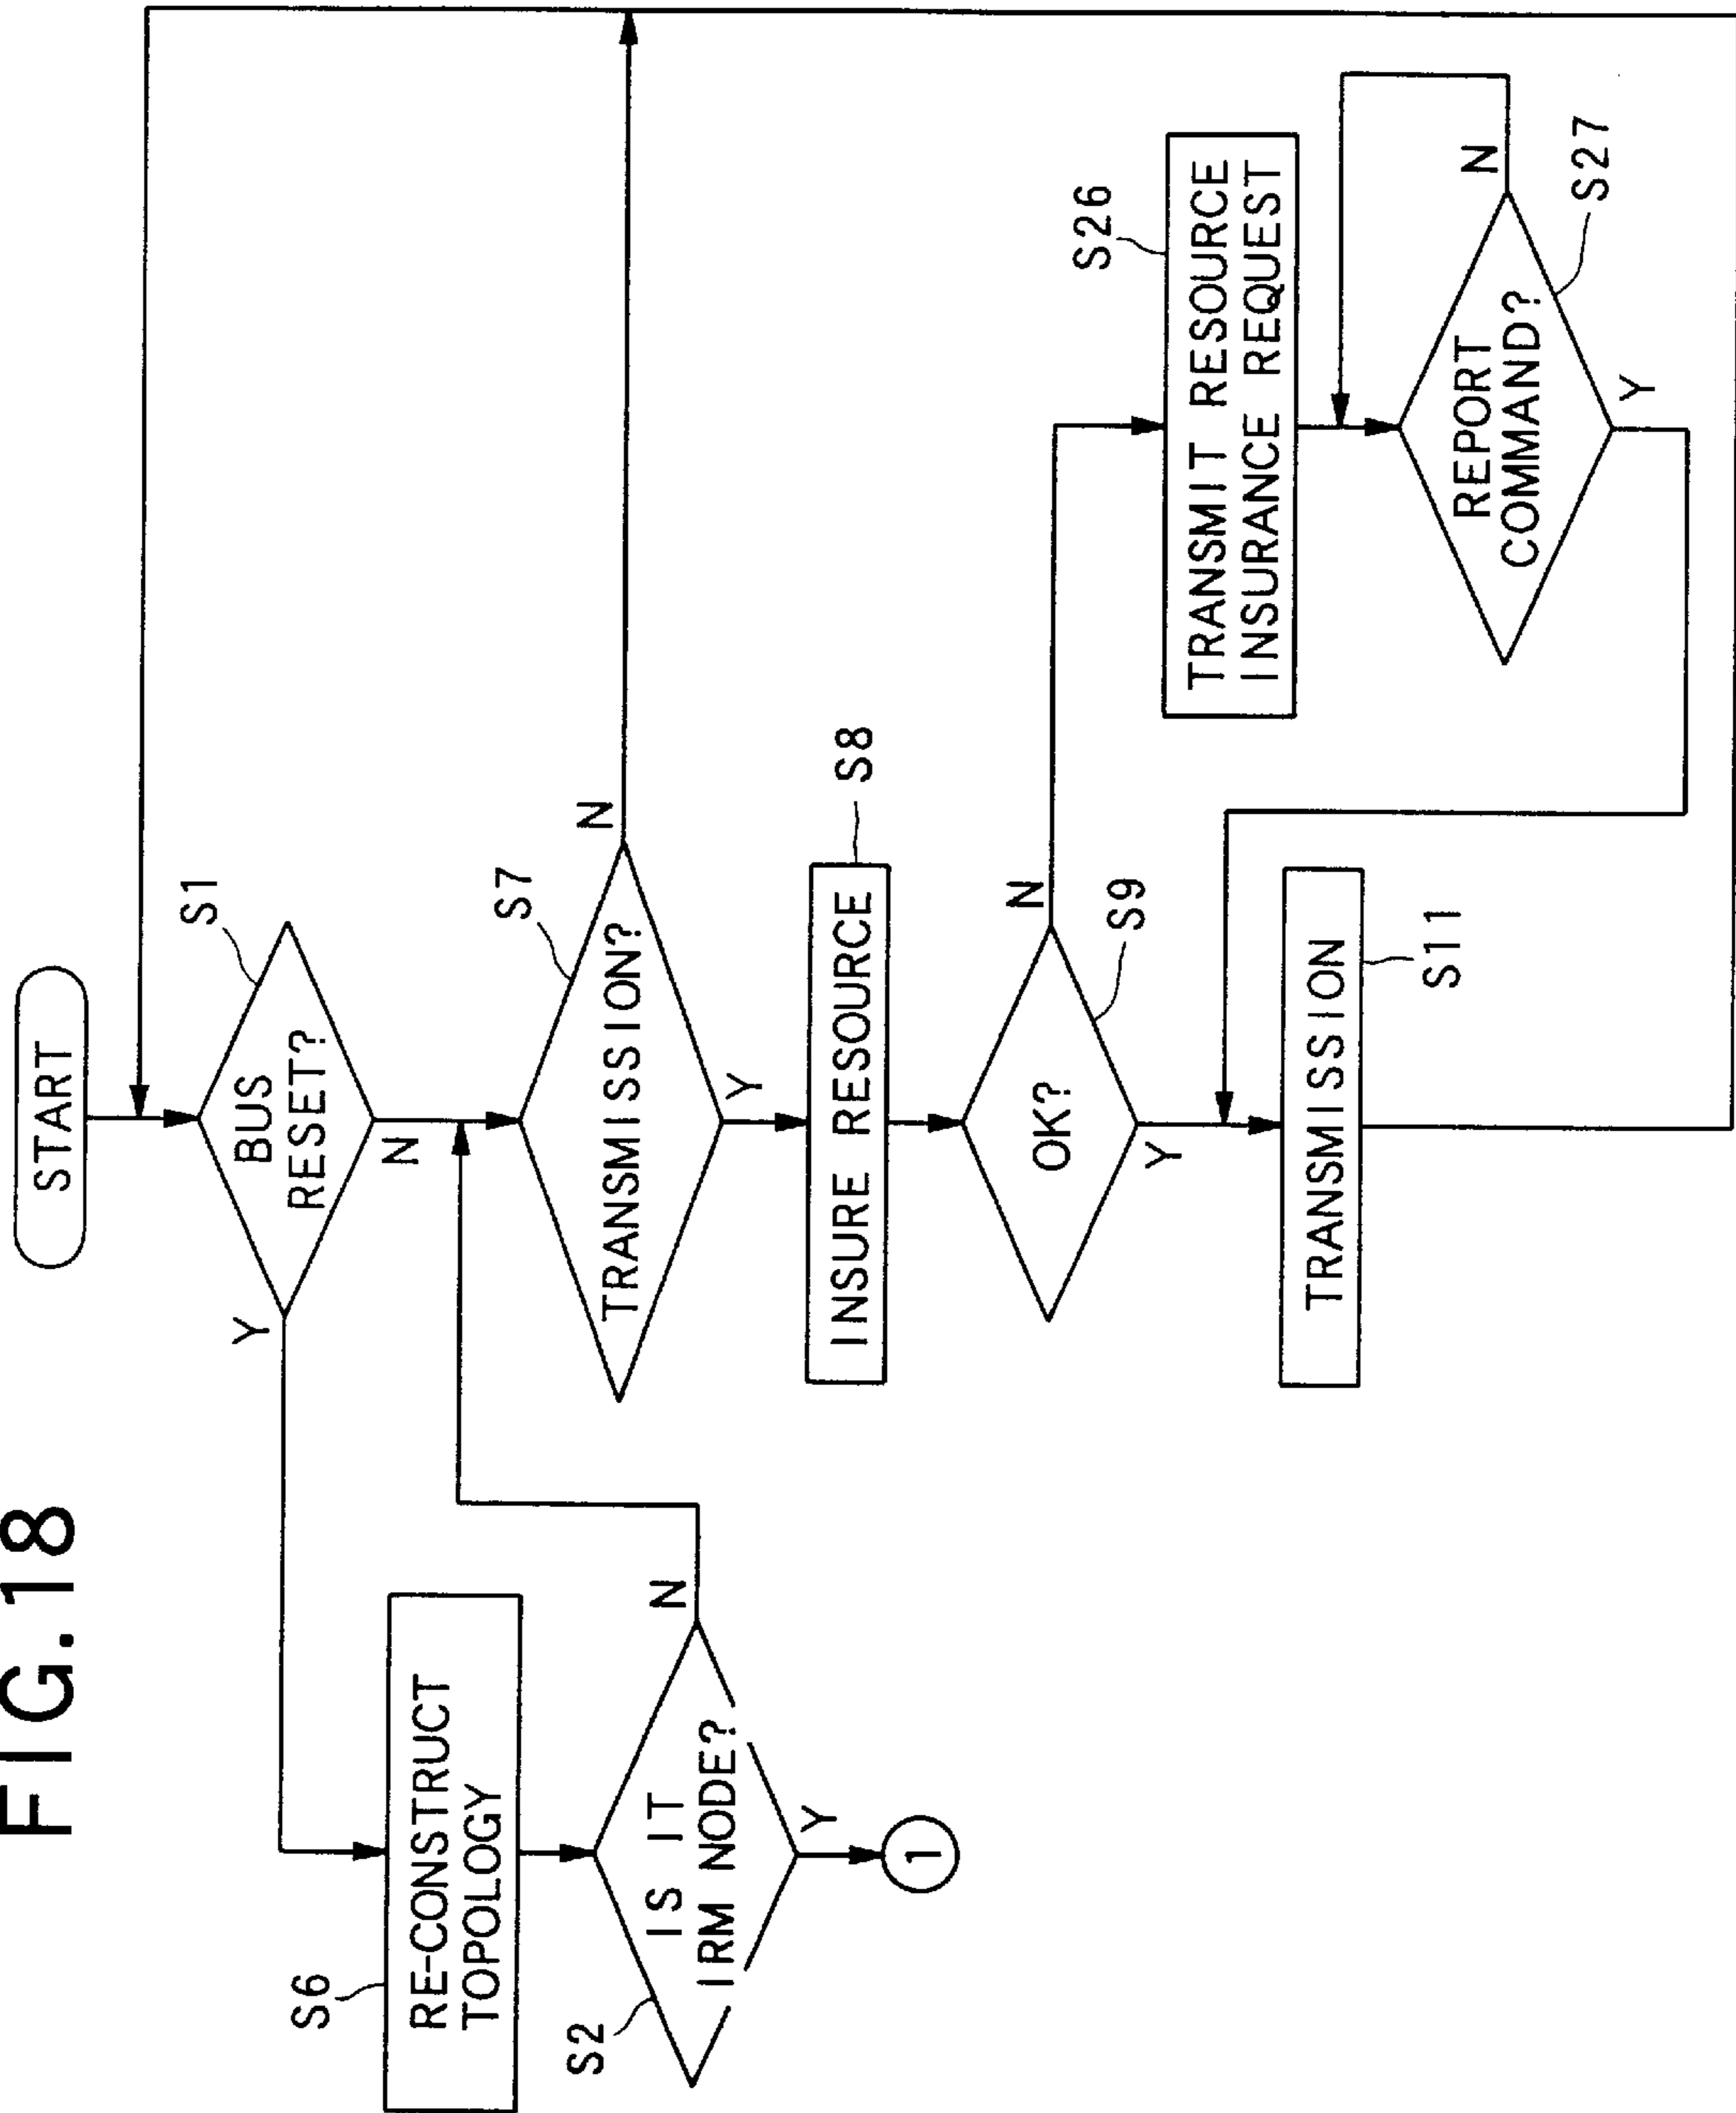 FIG.18
START
S1
BUS
RESET?
Y
N
S6
RE-CONSTRUCT
TOPOLOGY
S2
IS IT
IRM NODE?
N
Y
1
S7
TRANSMISSION?
N
Y
INSURE RESOURCE
S8
OK?
N
S9
Y
S26
TRANSMIT RESOURCE
INSURANCE REQUEST
REPORT
COMMAND?
N
S27
Y
TRANSMISSION
S11